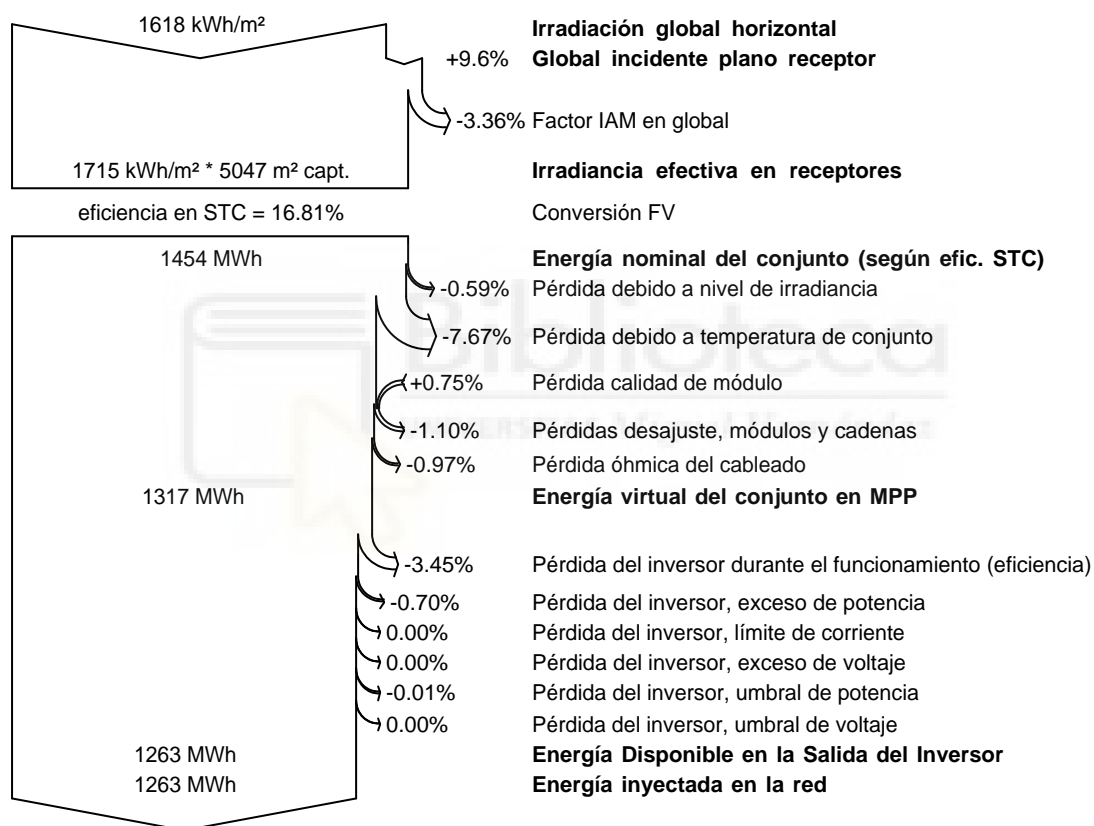 1618 kWh/m² Irradiación global horizontal
+9.6% Global incidente plano receptor
-3.36% Factor IAM en global
1715 kWh/m² * 5047 m² capt. Irradiancia efectiva en receptores
eficiencia en STC = 16.81% Conversión FV
1454 MWh Energía nominal del conjunto (según efic. STC)
-0.59% Pérdida debido a nivel de irradiancia
-7.67% Pérdida debido a temperatura de conjunto
Biblioteca
+0.75% Pérdida calidad de módulo
-1.10% Pérdidas desajuste, módulos y cadenas
-0.97% Pérdida óhmica del cableado
1317 MWh Energía virtual del conjunto en MPP
-3.45% Pérdida del inversor durante el funcionamiento (eficiencia)
-0.70% Pérdida del inversor, exceso de potencia
0.00% Pérdida del inversor, límite de corriente
0.00% Pérdida del inversor, exceso de voltaje
-0.01% Pérdida del inversor, umbral de potencia
0.00% Pérdida del inversor, umbral de voltaje
1263 MWh Energía Disponible en la Salida del Inversor
1263 MWh Energía inyectada en la red